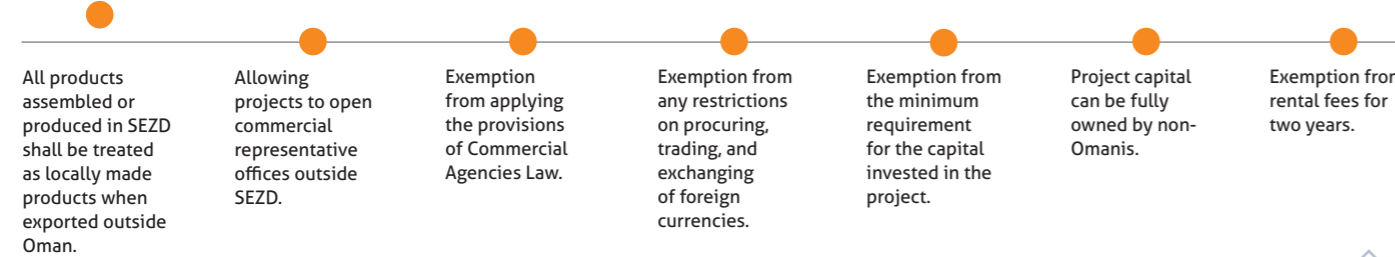 All products
assembled or
produced in SEZD
shall be treated
as locally made
products when
exported outside
Oman.
Allowing
projects to open
commercial
representative
offices outside
SEZD.
Exemption
from applying
the provisions
of Commercial
Agencies Law.
Exemption from
any restrictions
on procuring,
trading, and
exchanging
of foreign
currencies.
Exemption from
the minimum
requirement
for the capital
invested in the
project.
Project capital
can be fully
owned by non-
Omanis.
Exemption from
rental fees for
two years.